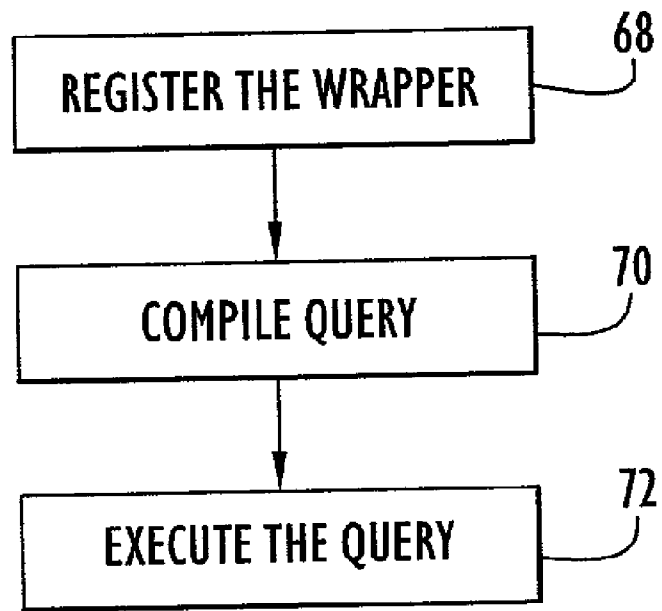 68
REGISTER THE WRAPPER
70
COMPILE QUERY
72
EXECUTE THE QUERY